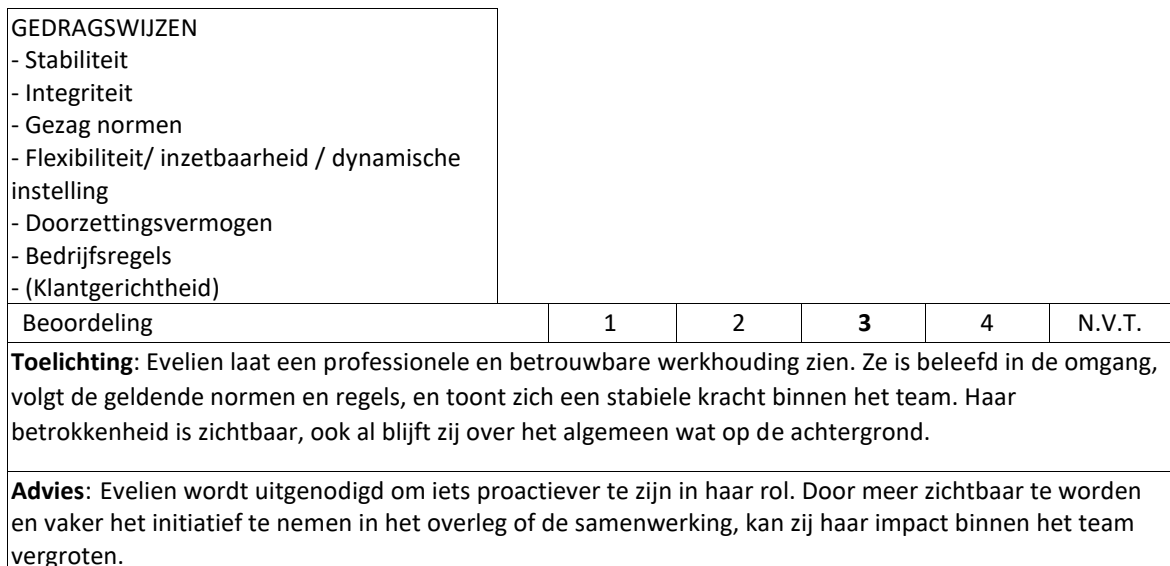 GEDRAGSWIJZEN
- Stabiliteit
- Integriteit
- Gezag normen
- Flexibiliteit/ inzetbaarheid / dynamische
instelling
- Doorzettingsvermogen
- Bedrijfsregels
- (Klantgerichtheid)
Beoordeling 1 2 3 4 N.V.T.
Toelichting: Evelien laat een professionele en betrouwbare werkhouding zien. Ze is beleefd in de omgang,
volgt de geldende normen en regels, en toont zich een stabiele kracht binnen het team. Haar
betrokkenheid is zichtbaar, ook al blijft zij over het algemeen wat op de achtergrond.
Advies: Evelien wordt uitgenodigd om iets proactiever te zijn in haar rol. Door meer zichtbaar te worden
en vaker het initiatief te nemen in het overleg of de samenwerking, kan zij haar impact binnen het team
vergroten.